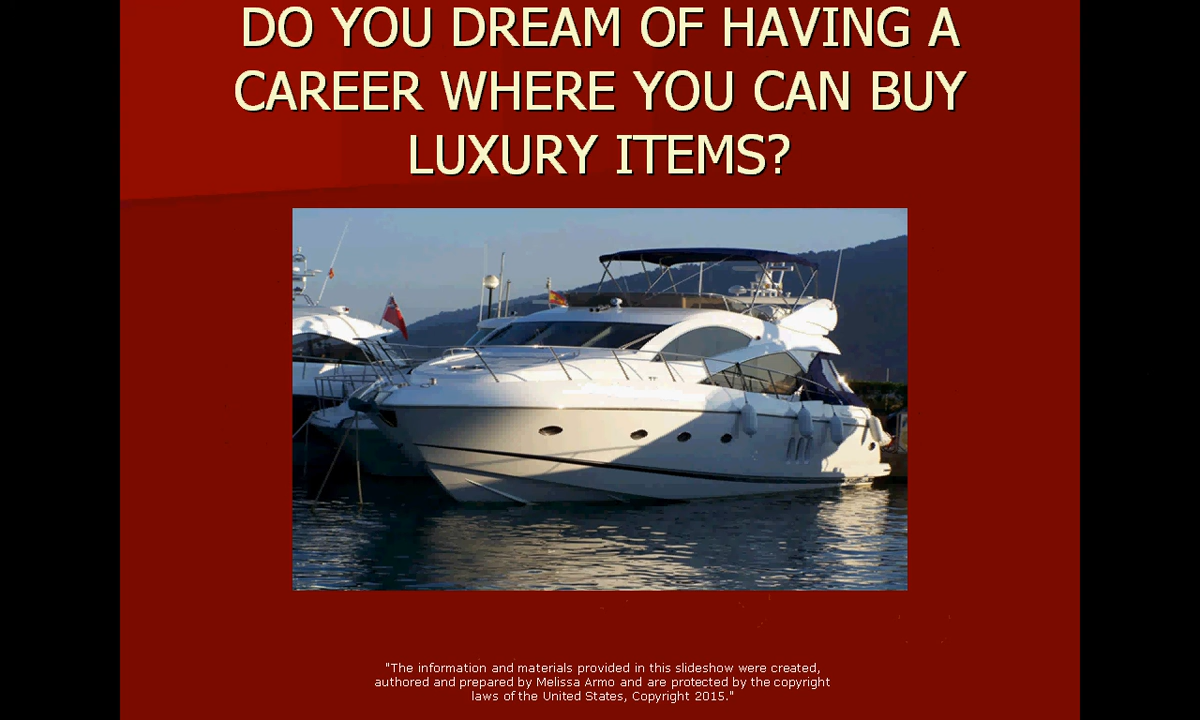 DO YOU DREAM OF HAVING A
CAREER WHERE YOU CAN BUY
LUXURY ITEMS?
"The information and materials provided in this slideshow were created,
authored and prepared by Melissa Armo and are protected by the copyright
laws of the United States, Copyright 2015."